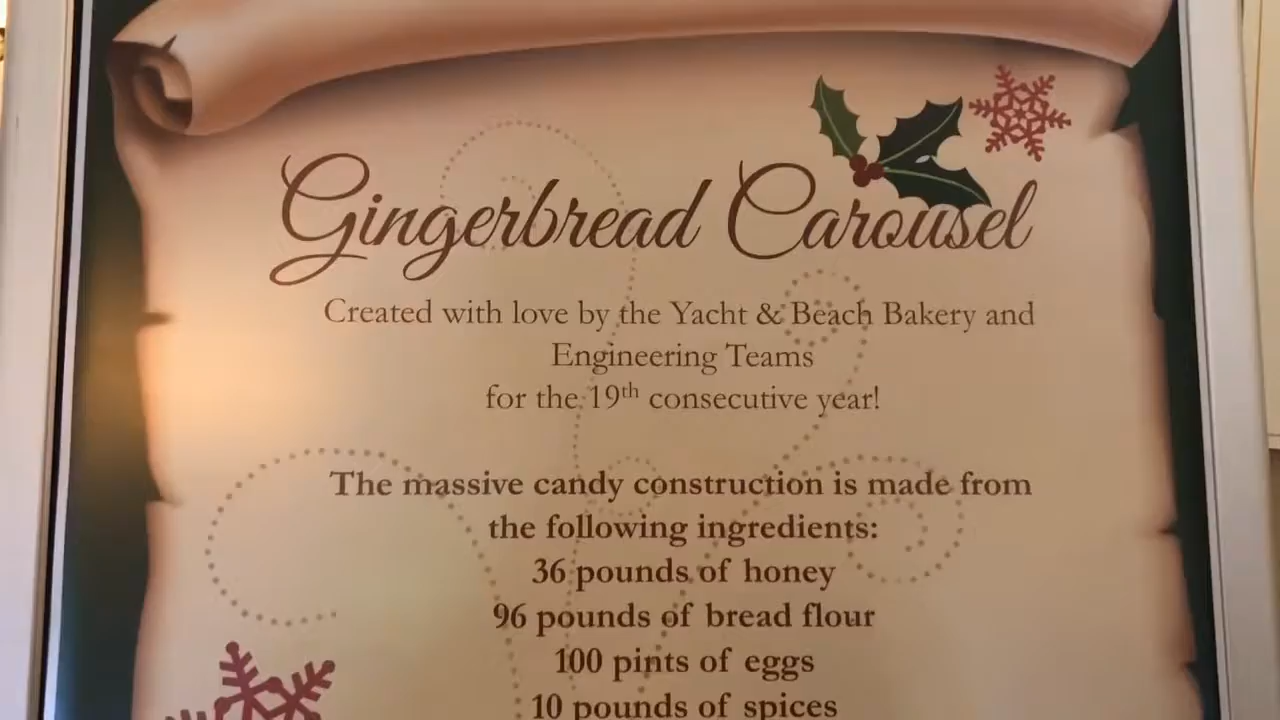 Gingerbread Carousel
Created with love by the Yacht & Beach Bakery and
Engineering Teams
for the 19th consecutive year!
The massive candy construction is made from
the following ingredients:
36 pounds of honey
96 pounds of bread flour
100 pints of eggs
10 pounds of spices